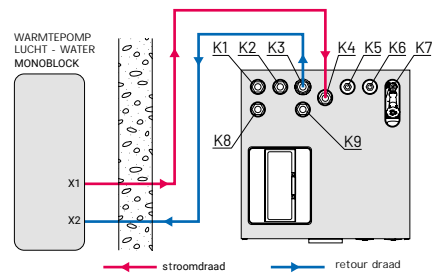 WARMTEPOMP
LUCHT - WATER
MONOBLOCK
K1 K2 K3 K4 K5 K6 K7
K8 K9
X1
X2
stroomdraad retour draad